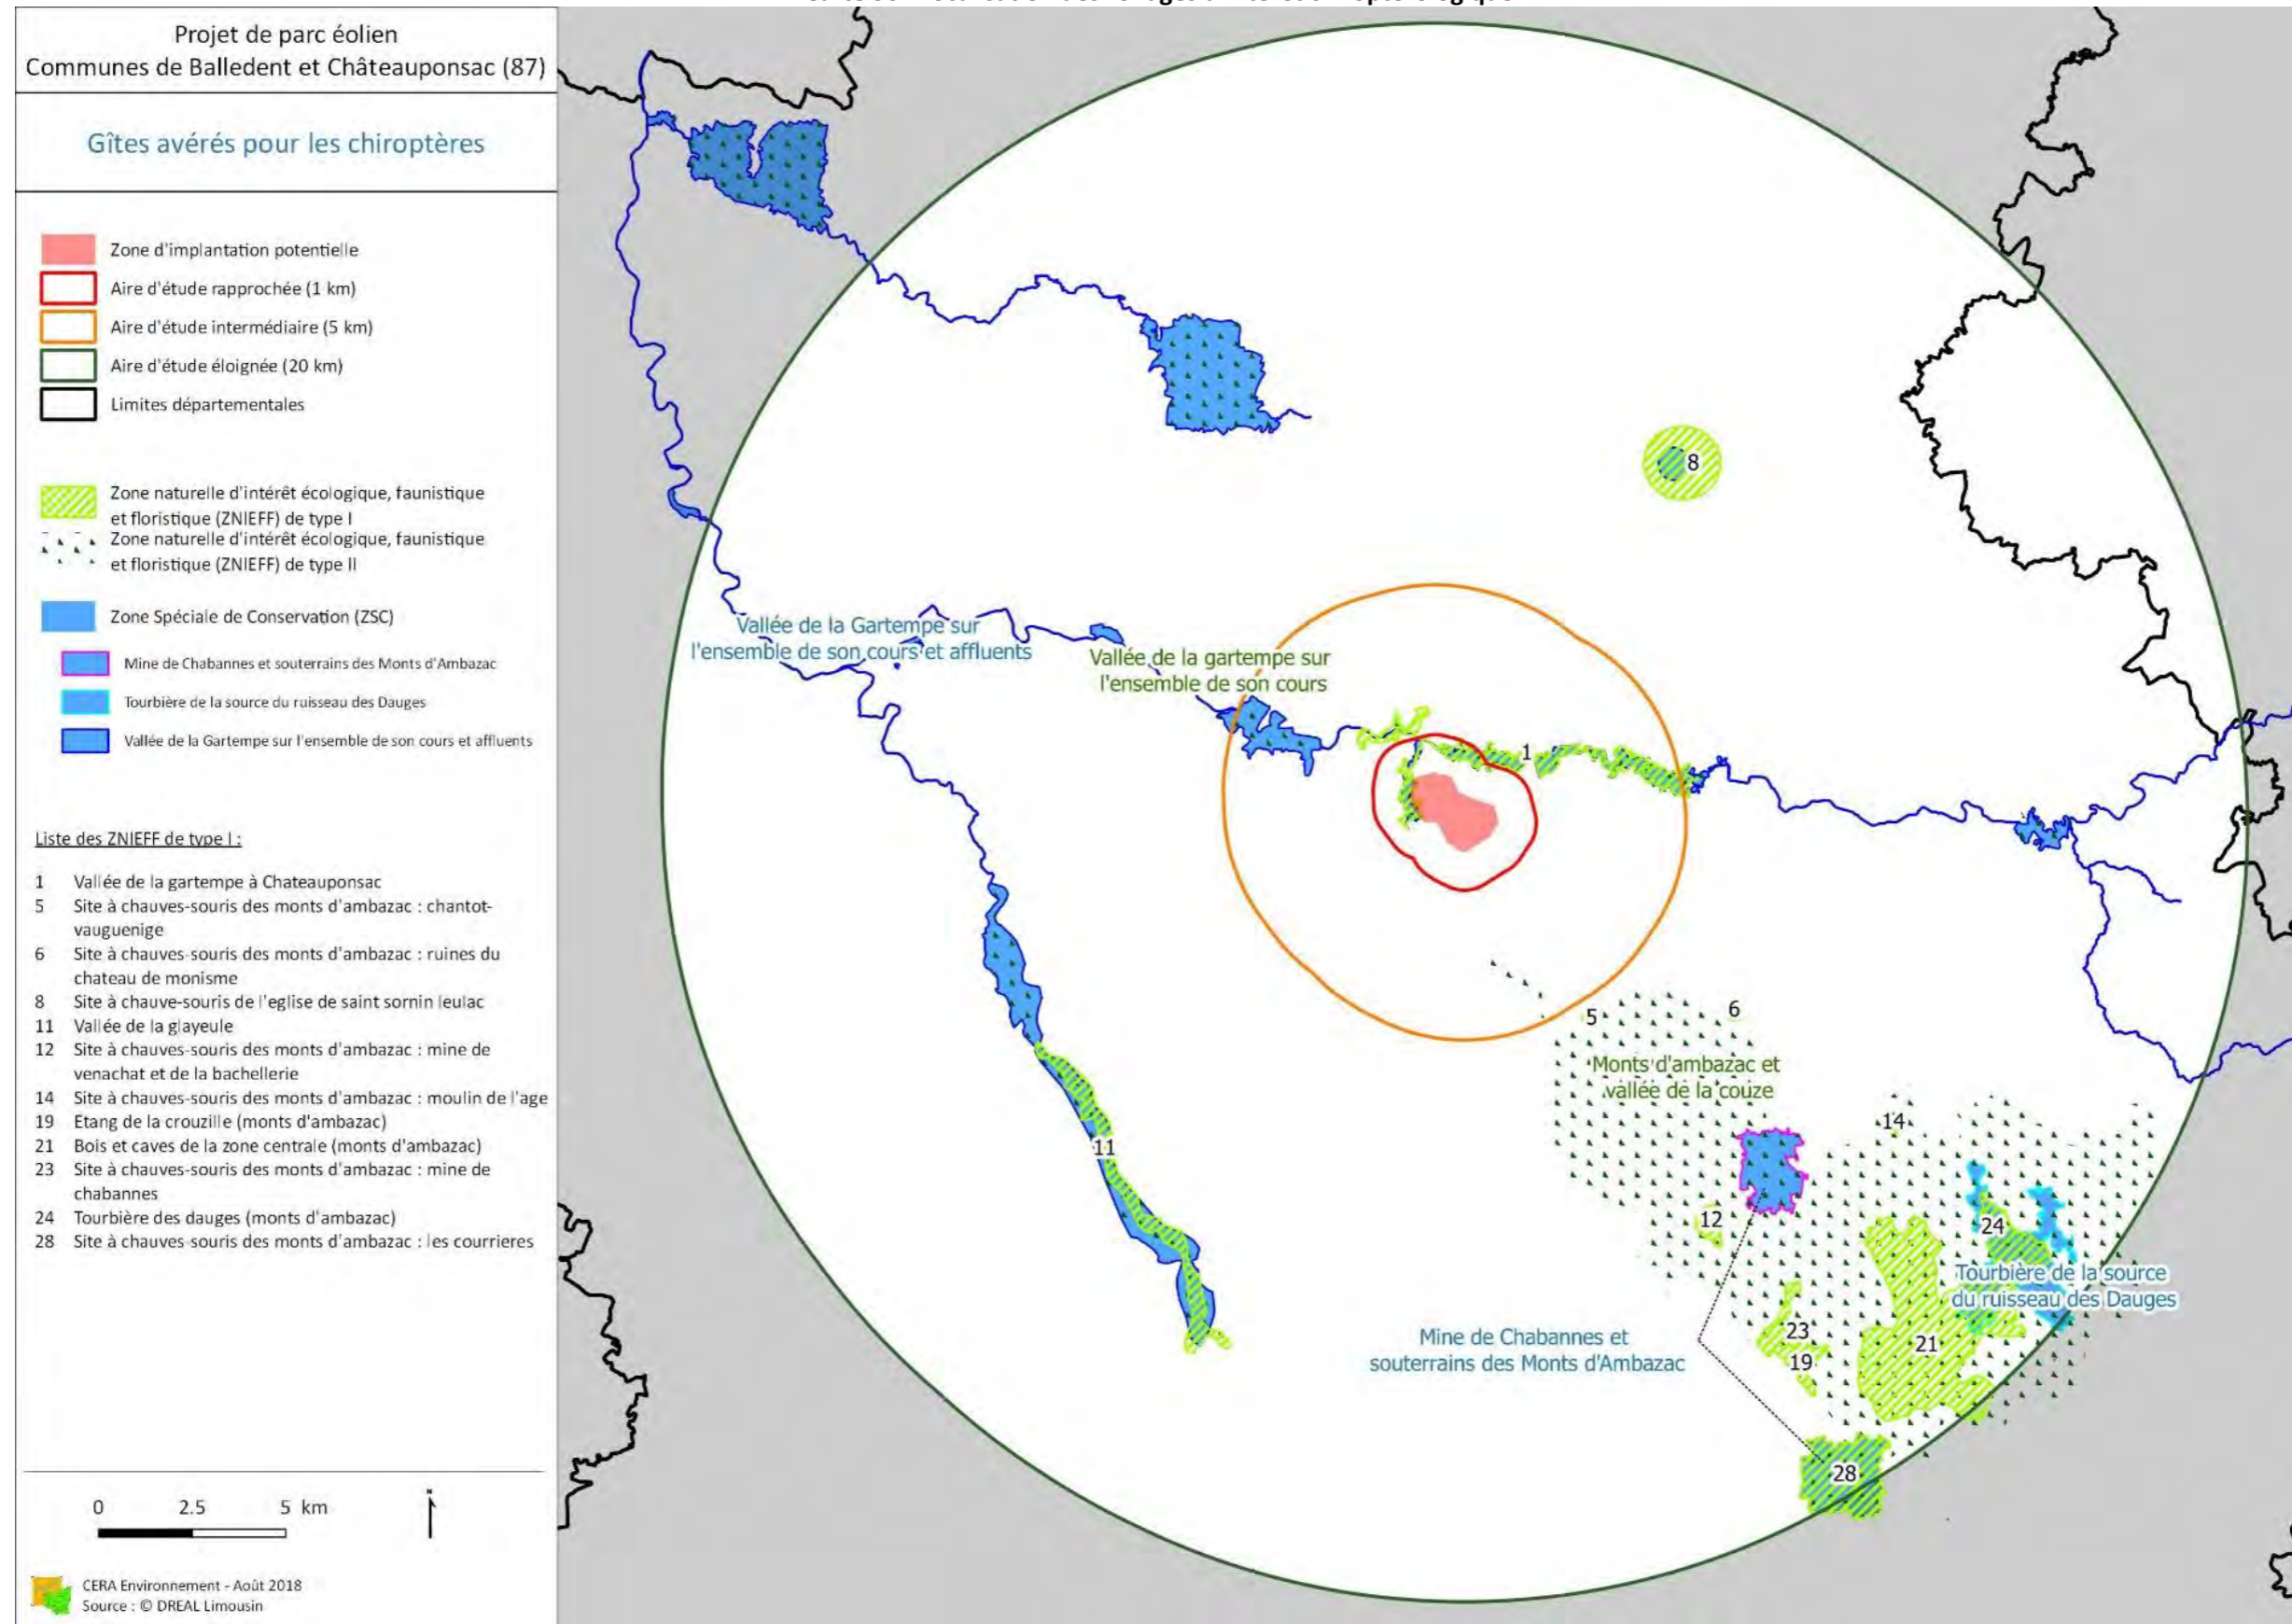 Projet de parc éolien
Communes de Balledent et Châteauponsac (87)
Gîtes avérés pour les chiroptères
Zone d'implantation potentielle
Aire d'étude rapprochée (1 km)
Aire d'étude intermédiaire (5 km)
Aire d'étude éloignée (20 km)
Limites départementales
Zone naturelle d'intérêt écologique, faunistique
et floristique (ZNIEFF) de type I
Zone naturelle d'intérêt écologique, faunistique
et floristique (ZNIEFF) de type II
Zone Spéciale de Conservation (ZSC)
Mine de Chabannes et souterrains des Monts d'Ambazac
Tourbière de la source du ruisseau des Dauges
Vallée de la Gartempe sur l'ensemble de son cours et affluents
Liste des ZNIEFF de type I :
1 Vallée de la gartempe à Chateauponsac
5 Site à chauves-souris des monts d'ambazac : chantot-
vauguenige
6 Site à chauves-souris des monts d'ambazac : ruines du
chateau de monisme
8 Site à chauve-souris de l'eglise de saint sornin leulac
11 Vallée de la glayeule
12 Site à chauves-souris des monts d'ambazac : mine de
venachat et de la bachellerie
14 Site à chauves-souris des monts d'ambazac : moulin de l'age
19 Etang de la crouzille (monts d'ambazac)
21 Bois et caves de la zone centrale (monts d'ambazac)
23 Site à chauves-souris des monts d'ambazac : mine de
chabannes
24 Tourbière des dauges (monts d'ambazac)
28 Site à chauves-souris des monts d'ambazac : les courrieres
0 2.5 5 km
N
CERA Environnement - Août 2018
Source : © DREAL Limousin
8
Vallée de la Gartempe sur
l'ensemble de son cours et affluents
Vallée de la gartempe sur
l'ensemble de son cours
1
5
6
Monts d'ambazac et
vallée de la couze
14
11
12
24
Tourbière de la source
du ruisseau des Dauges
Mine de Chabannes et
souterrains des Monts d'Ambazac
23
19
21
28